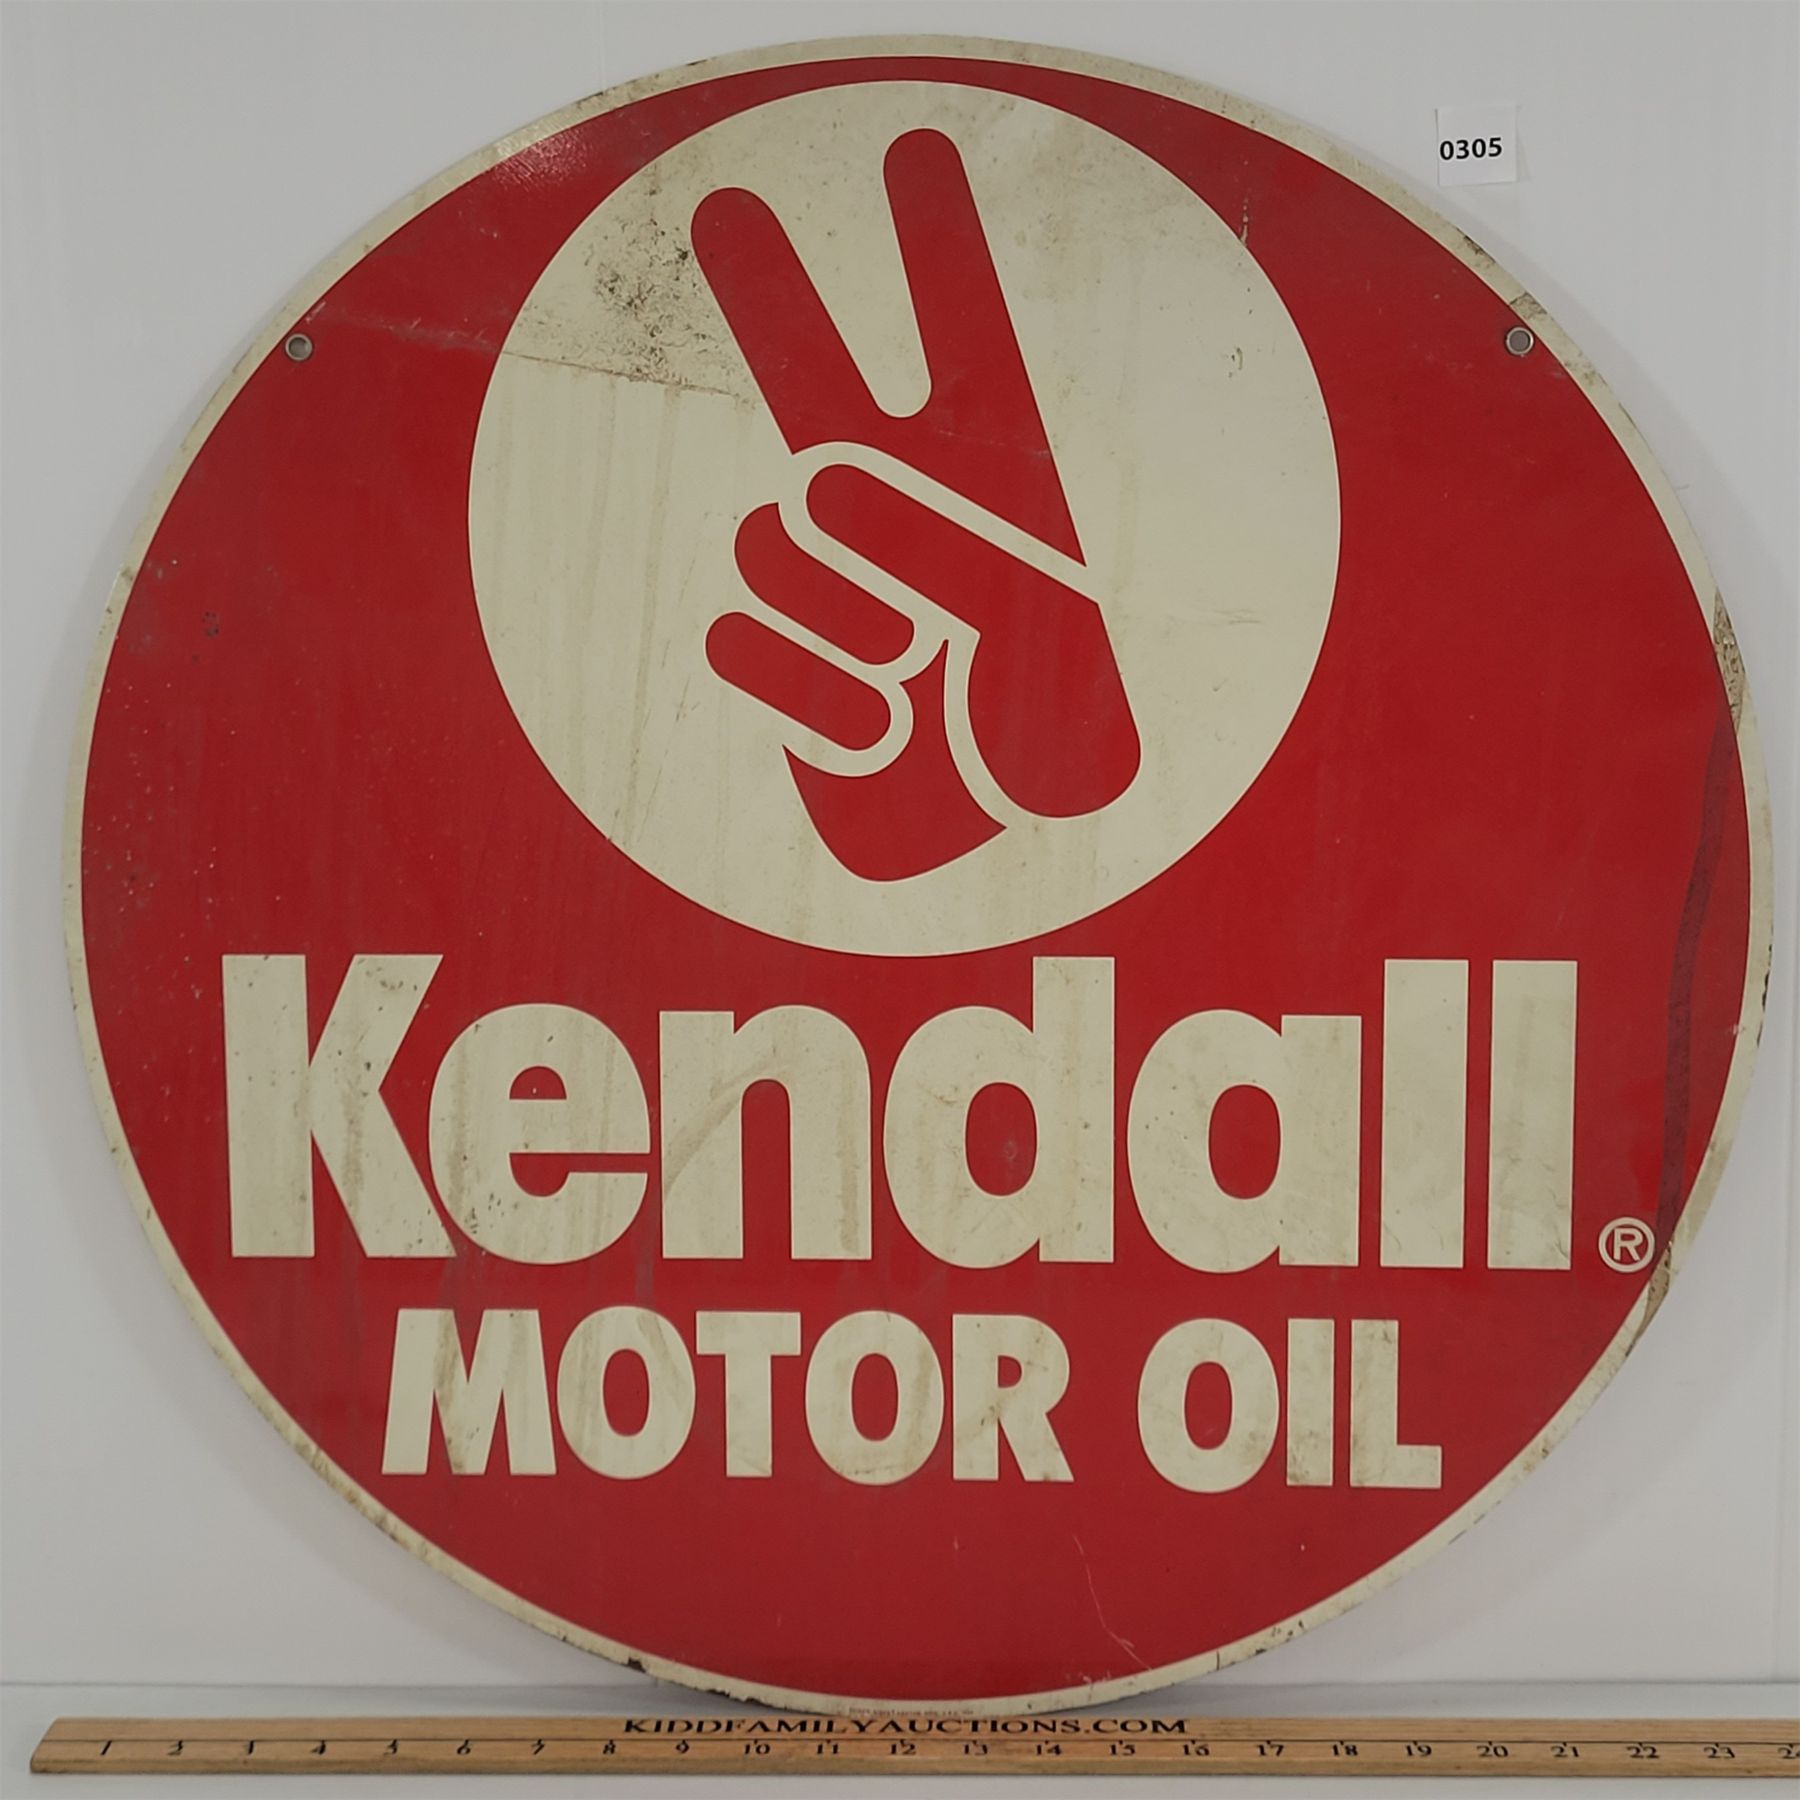 0305
Kendall®
MOTOR OIL
KIDDFAMILYAUCTIONS.COM
1 2 3 4 5 6 7 8 9 10 11 12 13 14 15 16 17 18 19 20 21 22 23